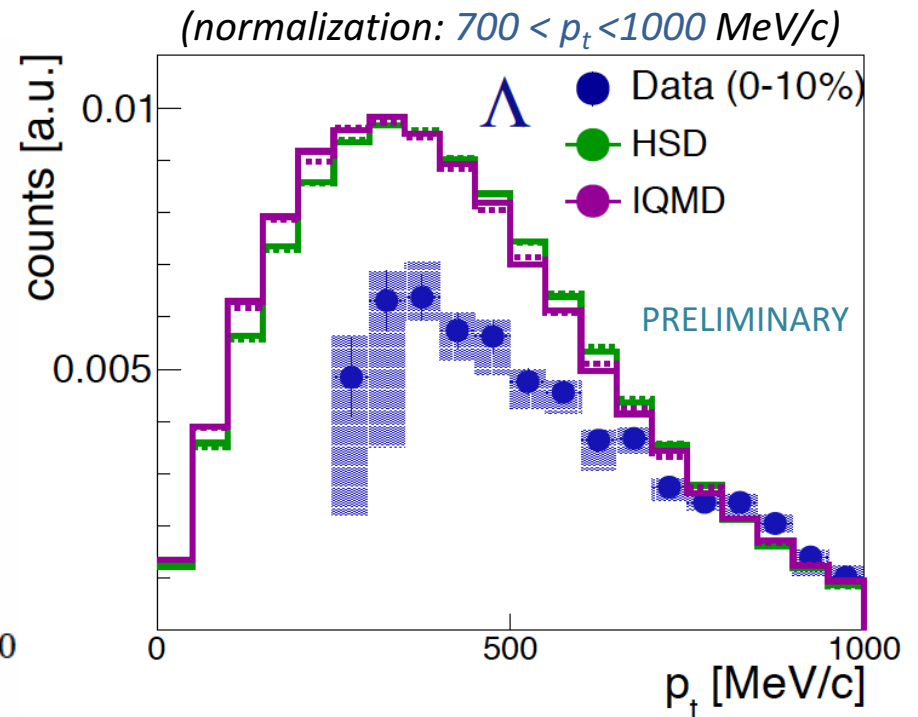 (normalization: 700 < pt <1000 MeV/c)
counts [a.u.]
0.01
0.005
Λ
Data (0-10%)
HSD
IQMD
PRELIMINARY
0
0
500
1000
pt [MeV/c]